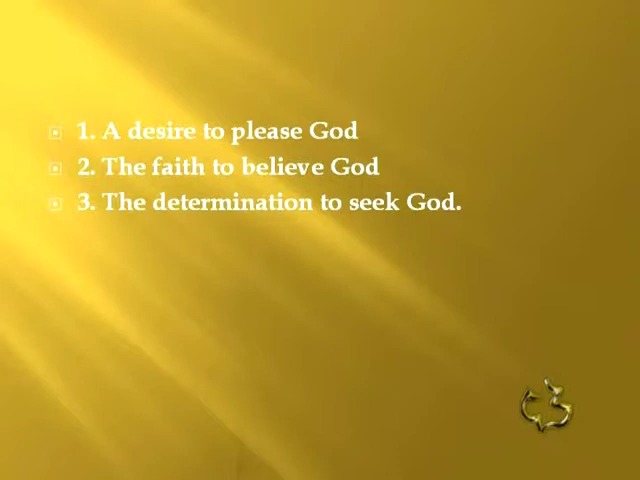 1. A desire to please God
2. The faith to believe God
3. The determination to seek God.